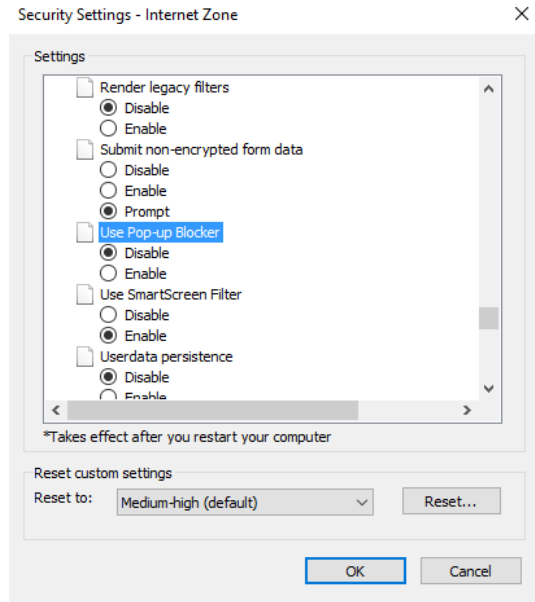 Security Settings - Internet Zone
Settings
Render legacy filters
Disable
Enable
Submit non-encrypted form data
Disable
Enable
Prompt
Use Pop-up Blocker
Disable
Enable
Use SmartScreen Filter
Disable
Enable
Userdata persistence
Disable
Enable
*Takes effect after you restart your computer
Reset custom settings
Reset to: Medium-high (default) Reset...
OK Cancel